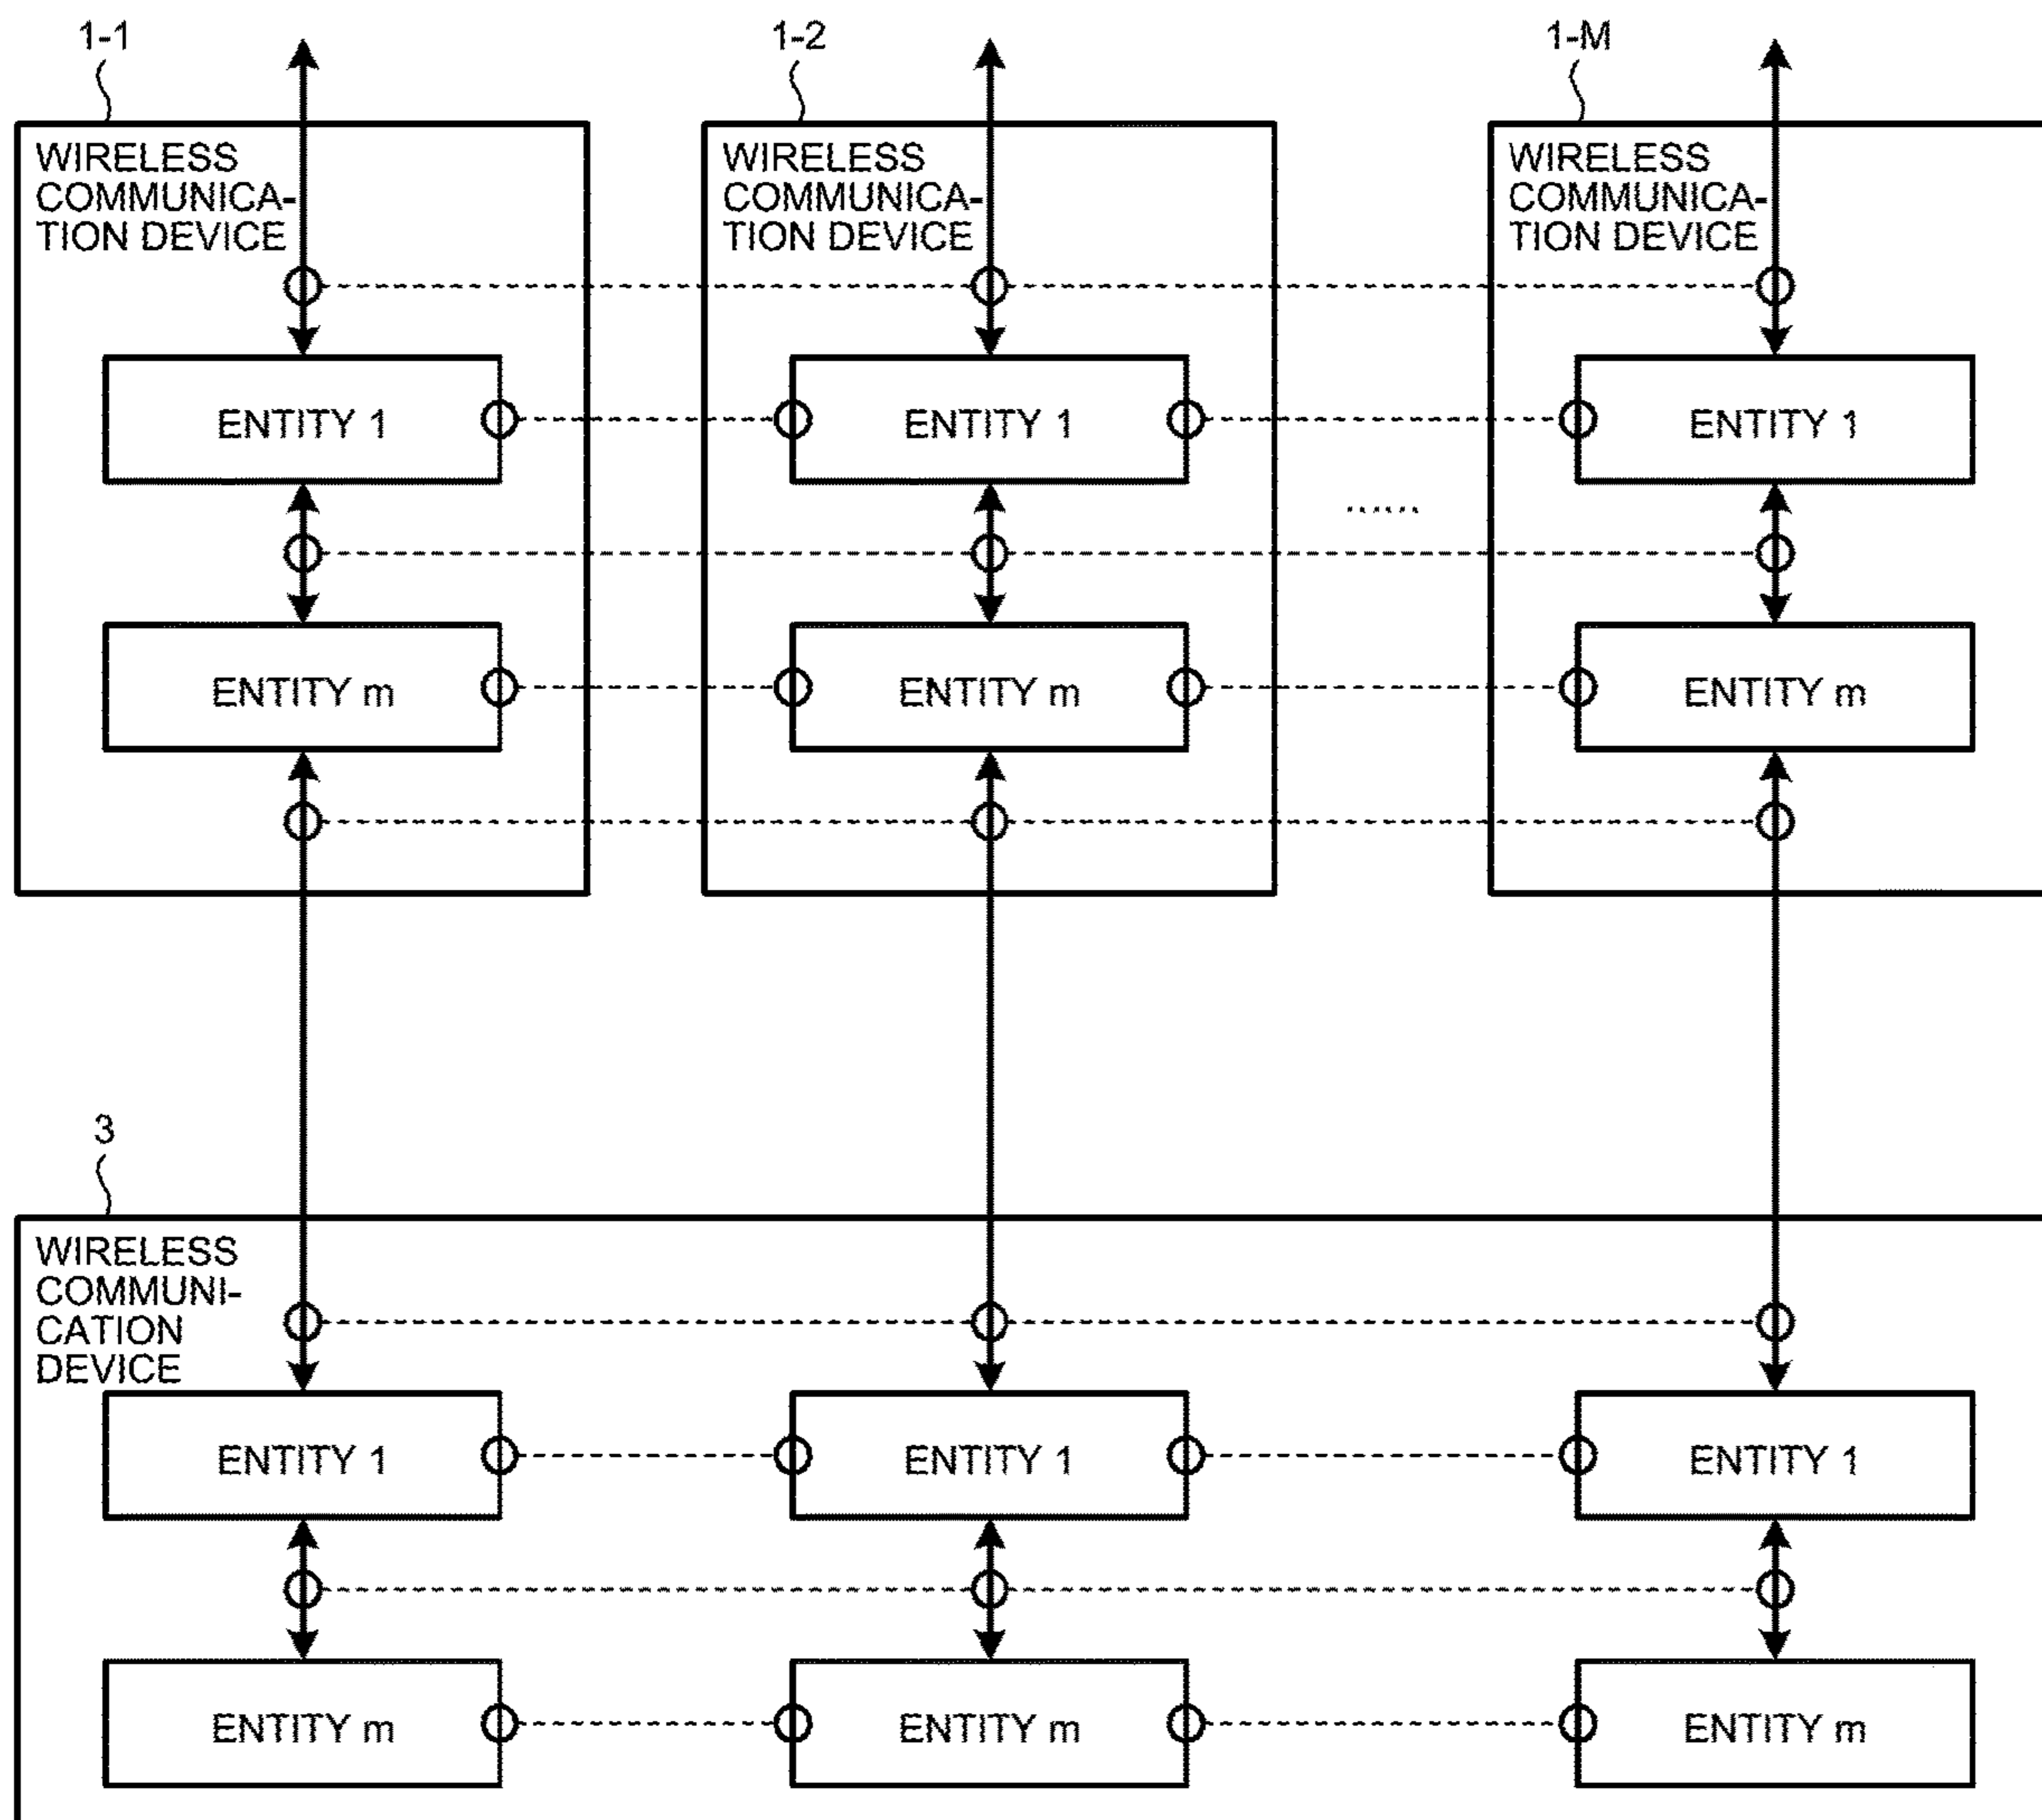 1-1
1-2
1-M
WIRELESS
COMMUNICA-
TION DEVICE
WIRELESS
COMMUNICA-
TION DEVICE
WIRELESS
COMMUNICA-
TION DEVICE
ENTITY 1
ENTITY 1
ENTITY 1
.....
ENTITY m
ENTITY m
ENTITY m
3
WIRELESS
COMMUNI-
CATION
DEVICE
ENTITY 1
ENTITY 1
ENTITY 1
ENTITY m
ENTITY m
ENTITY m